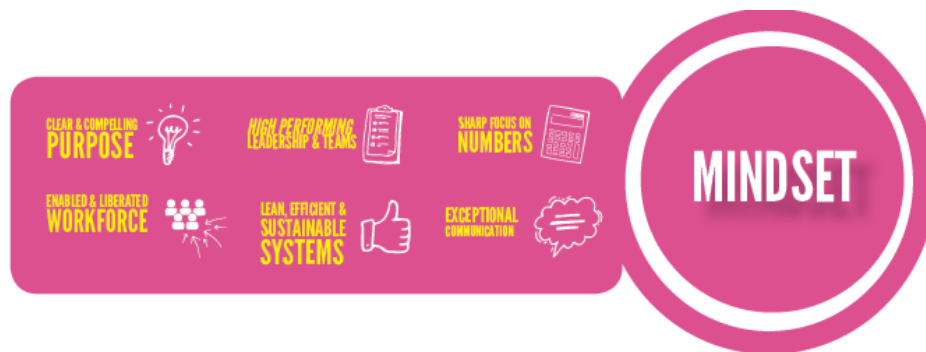 CLEAR & COMPELLING
PURPOSE
HIGH PERFORMING
LEADERSHIP & TEAMS
SHARP FOCUS ON
NUMBERS
ENABLED & LIBERATED
WORKFORCE
LEAN, EFFICIENT &
SUSTAINABLE
SYSTEMS
EXCEPTIONAL
COMMUNICATION
MINDSET